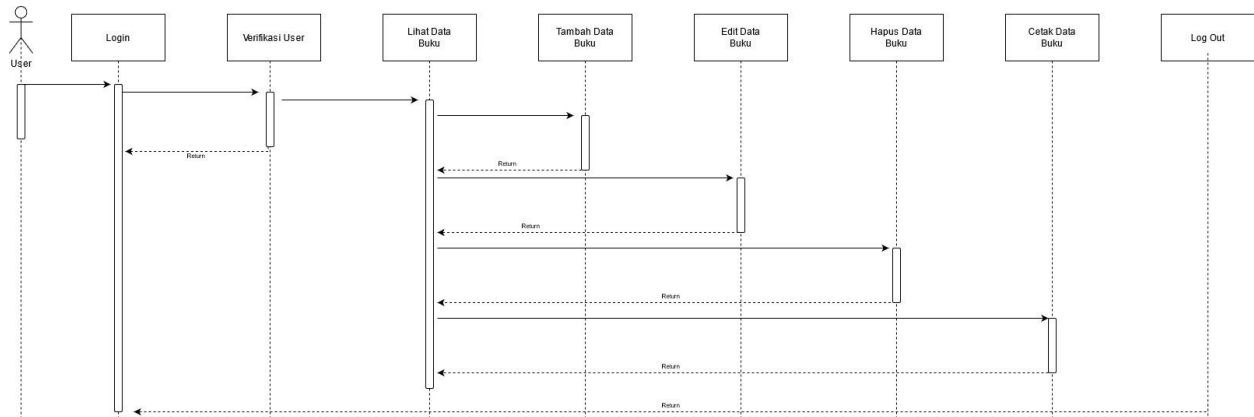 Login
Verifikasi User
Lihat Data
Buku
Tambah Data
Buku
Edit Data
Buku
Hapus Data
Buku
Cetak Data
Buku
Log Out
User
Return
Return
Return
Return
Return
Return